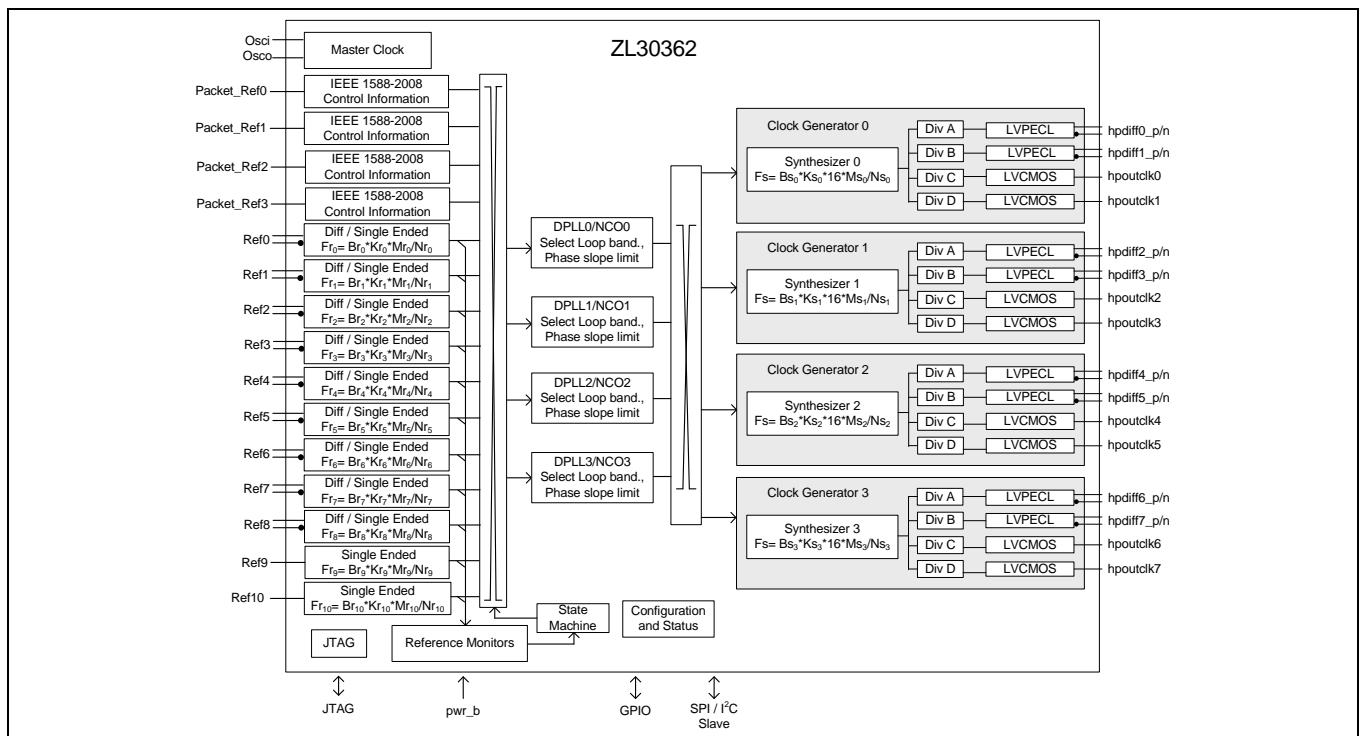 ZL30362
Osci
Osco
Master Clock
Packet_Ref0
IEEE 1588-2008
Control Information
Packet_Ref1
IEEE 1588-2008
Control Information
Packet_Ref2
IEEE 1588-2008
Control Information
Packet_Ref3
IEEE 1588-2008
Control Information
Ref0
Diff / Single Ended
Fr₀= Br₀*Kr₀*Mr₀/Nr₀
Ref1
Diff / Single Ended
Fr₁= Br₁*Kr₁*Mr₁/Nr₁
Ref2
Diff / Single Ended
Fr₂= Br₂*Kr₂*Mr₂/Nr₂
Ref3
Diff / Single Ended
Fr₃= Br₃*Kr₃*Mr₃/Nr₃
Ref4
Diff / Single Ended
Fr₄= Br₄*Kr₄*Mr₄/Nr₄
Ref5
Diff / Single Ended
Fr₅= Br₅*Kr₅*Mr₅/Nr₅
Ref6
Diff / Single Ended
Fr₆= Br₆*Kr₆*Mr₆/Nr₆
Ref7
Diff / Single Ended
Fr₇= Br₇*Kr₇*Mr₇/Nr₇
Ref8
Diff / Single Ended
Fr₈= Br₈*Kr₈*Mr₈/Nr₈
Ref9
Single Ended
Fr₉= Br₉*Kr₉*Mr₉/Nr₉
Ref10
Single Ended
Fr₁₀= Br₁₀*Kr₁₀*Mr₁₀/Nr₁₀
DPLL0/NCO0
Select Loop band.,
Phase slope limit
DPLL1/NCO1
Select Loop band.,
Phase slope limit
DPLL2/NCO2
Select Loop band.,
Phase slope limit
DPLL3/NCO3
Select Loop band.,
Phase slope limit
Clock Generator 0
Synthesizer 0
Fs= Bs₀*Ks₀*16*Ms₀/Ns₀
Div A
LVPECL
hpdiff0_p/n
Div B
LVPECL
hpdiff1_p/n
Div C
LVCMOS
hpoutclk0
Div D
LVCMOS
hpoutclk1
Clock Generator 1
Synthesizer 1
Fs= Bs₁*Ks₁*16*Ms₁/Ns₁
Div A
LVPECL
hpdiff2_p/n
Div B
LVPECL
hpdiff3_p/n
Div C
LVCMOS
hpoutclk2
Div D
LVCMOS
hpoutclk3
Clock Generator 2
Synthesizer 2
Fs= Bs₂*Ks₂*16*Ms₂/Ns₂
Div A
LVPECL
hpdiff4_p/n
Div B
LVPECL
hpdiff5_p/n
Div C
LVCMOS
hpoutclk4
Div D
LVCMOS
hpoutclk5
Clock Generator 3
Synthesizer 3
Fs= Bs₃*Ks₃*16*Ms₃/Ns₃
Div A
LVPECL
hpdiff6_p/n
Div B
LVPECL
hpdiff7_p/n
Div C
LVCMOS
hpoutclk6
Div D
LVCMOS
hpoutclk7
JTAG
Reference Monitors
State
Machine
Configuration
and Status
JTAG
pwr_b
GPIO
SPI / I²C
Slave